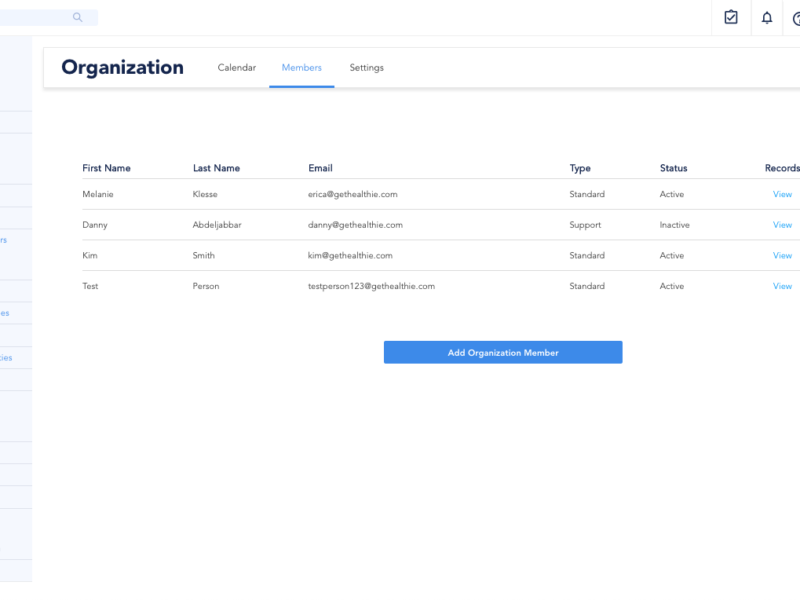 Organization Calendar Members Settings
First Name Last Name Email Type Status Records
Melanie Klesse erica@gethealthie.com Standard Active View
Danny Abdeljabbar danny@gethealthie.com Support Inactive View
rs
Kim Smith kim@gethealthie.com Standard Active View
Test Person testperson123@gethealthie.com Standard Active View
es
Add Organization Member
ies